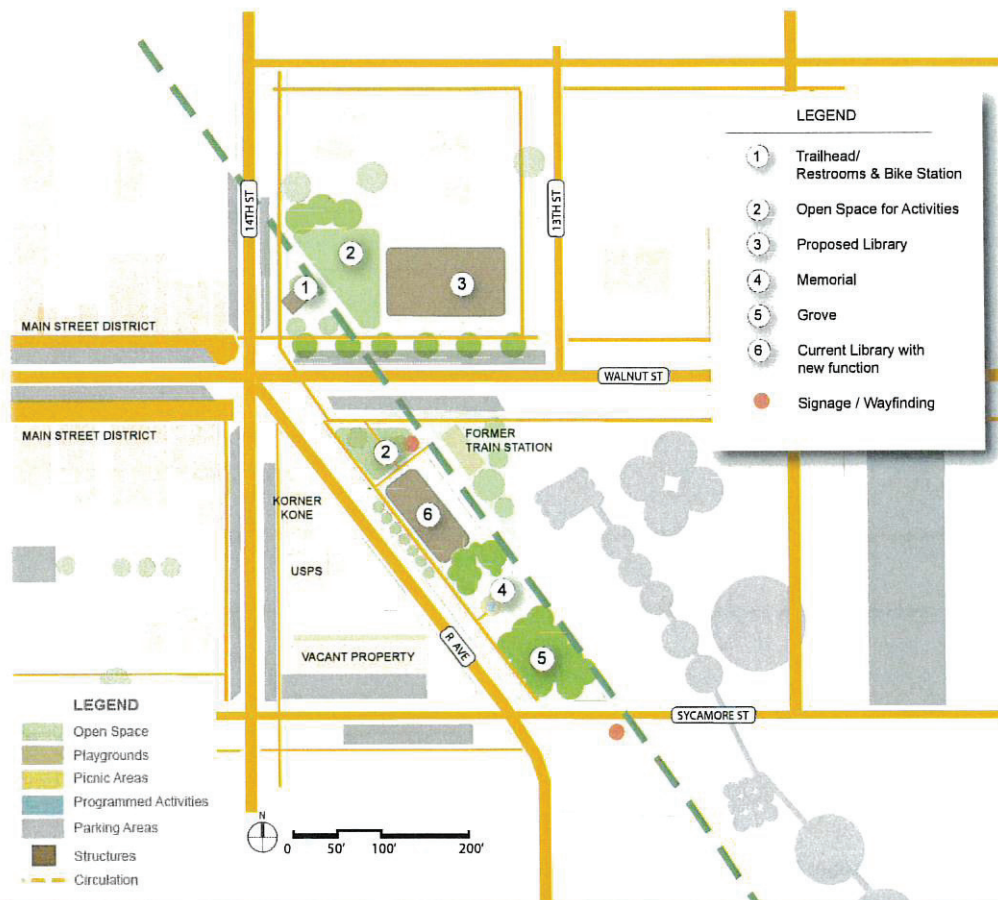 LEGEND
1 Trailhead/
Restrooms & Bike Station
2 Open Space for Activities
3 Proposed Library
4 Memorial
5 Grove
6 Current Library with
new function
Signage / Wayfinding
14TH ST
13TH ST
2
3
1
MAIN STREET DISTRICT
WALNUT ST
MAIN STREET DISTRICT
2
FORMER
TRAIN STATION
KORNER
KONE
6
USPS
4
R AVE
VACANT PROPERTY
5
SYCAMORE ST
LEGEND
Open Space
Playgrounds
Picnic Areas
Programmed Activities
Parking Areas
Structures
Circulation
N
0 50' 100' 200'